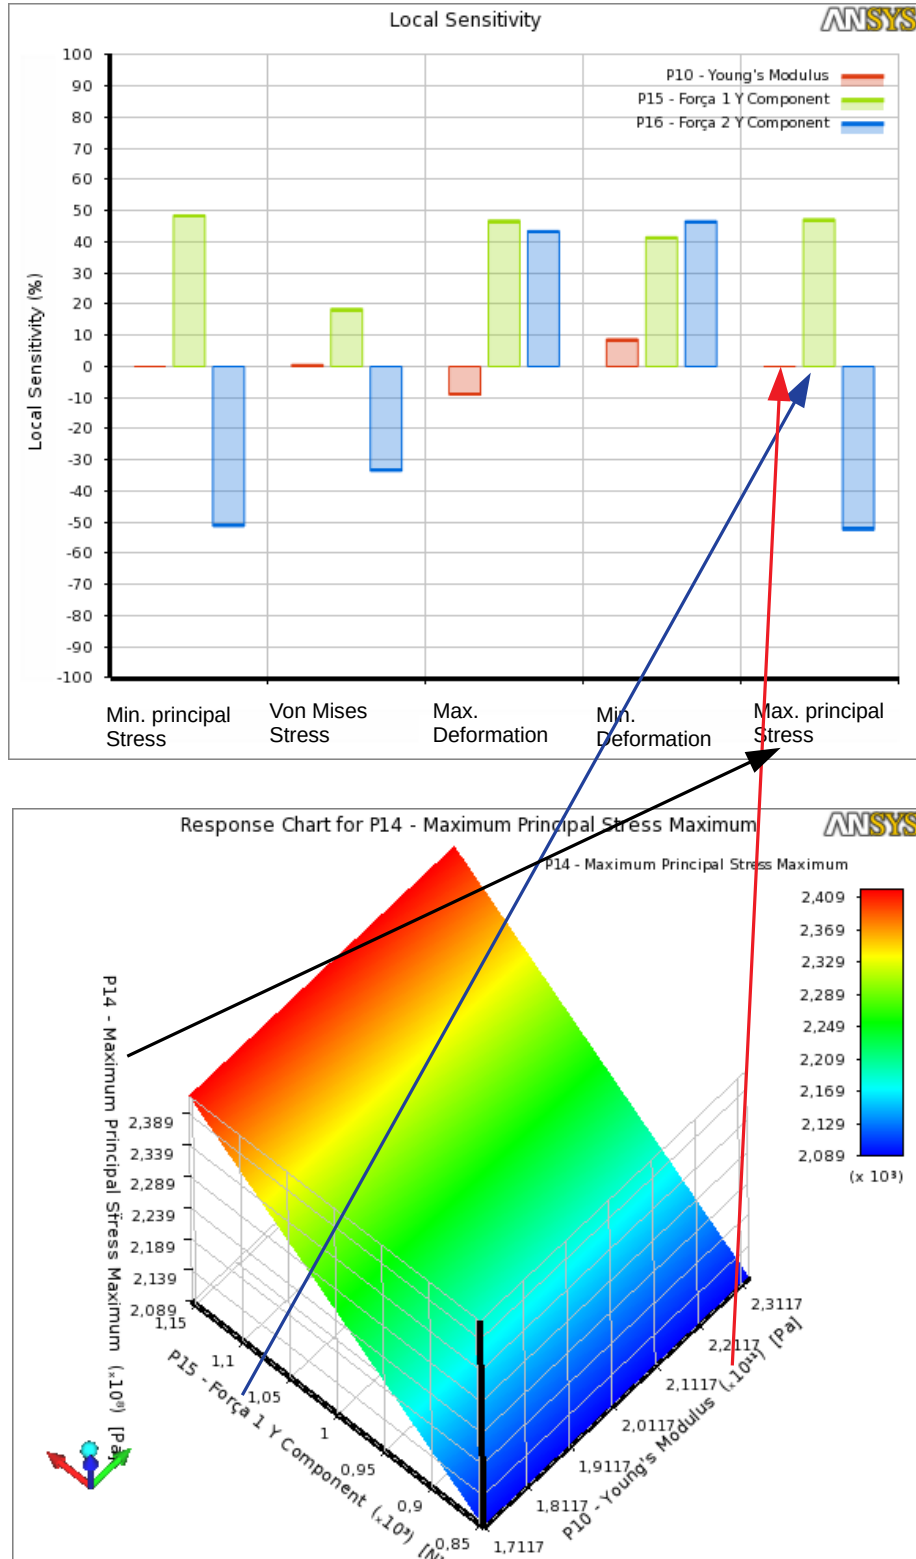 Local Sensitivity
ANSYS
P10 - Young's Modulus
P15 - Força 1 Y Component
P16 - Força 2 Y Component
Local Sensitivity (%)
100
90
80
70
60
50
40
30
20
10
0
-10
-20
-30
-40
-50
-60
-70
-80
-90
-100
Min. principal
Stress
Von Mises
Stress
Max.
Deformation
Min.
Deformation
Max. principal
Stress
Response Chart for P14 - Maximum Principal Stress Maximum
ANSYS
P14 - Maximum Principal Stress Maximum
2,409
2,369
2,329
2,289
2,249
2,209
2,169
2,129
2,089
(x 10³)
P14 - Maximum Principal Stress Maximum (x10⁸) [Pa]
2,389
2,339
2,289
2,239
2,189
2,139
2,089
1,15
1,1
1,05
1
0,95
0,9
0,85
P15 - Força 1 Y Component (x10³) [N]
1,7117
1,8117
1,9117
2,0117
2,1117
2,2117
2,3117
P10 - Young's Modulus (x10¹¹) [Pa]